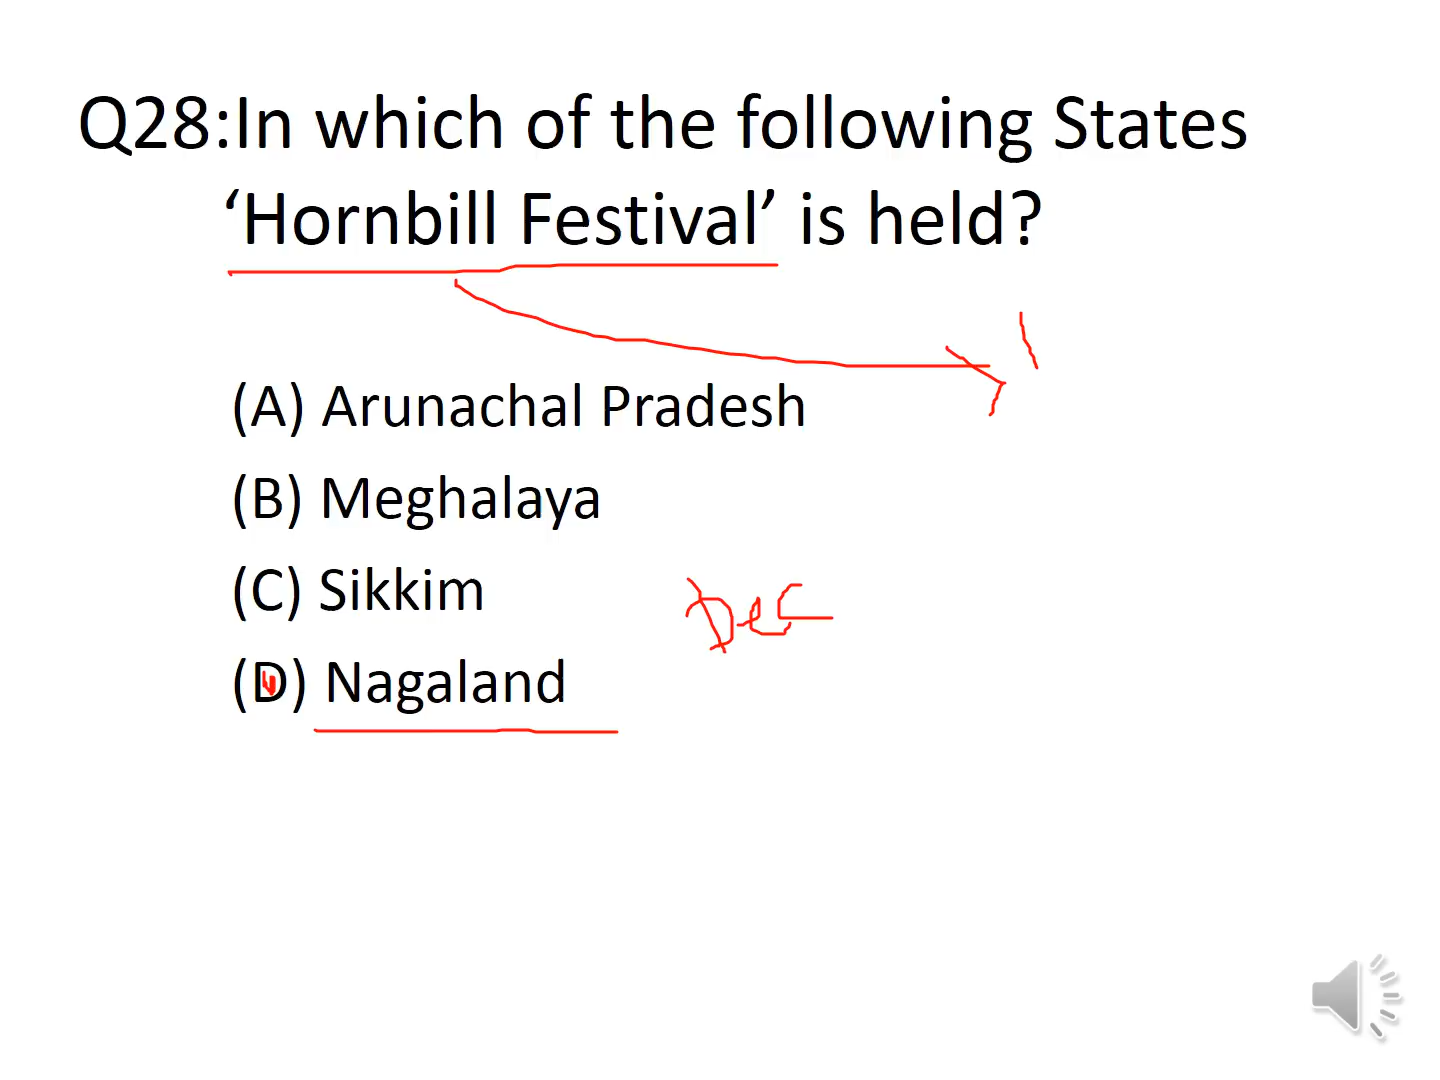 Q28:In which of the following States
‘Hornbill Festival’ is held?
(A) Arunachal Pradesh
(B) Meghalaya
(C) Sikkim
Dec
(D) Nagaland